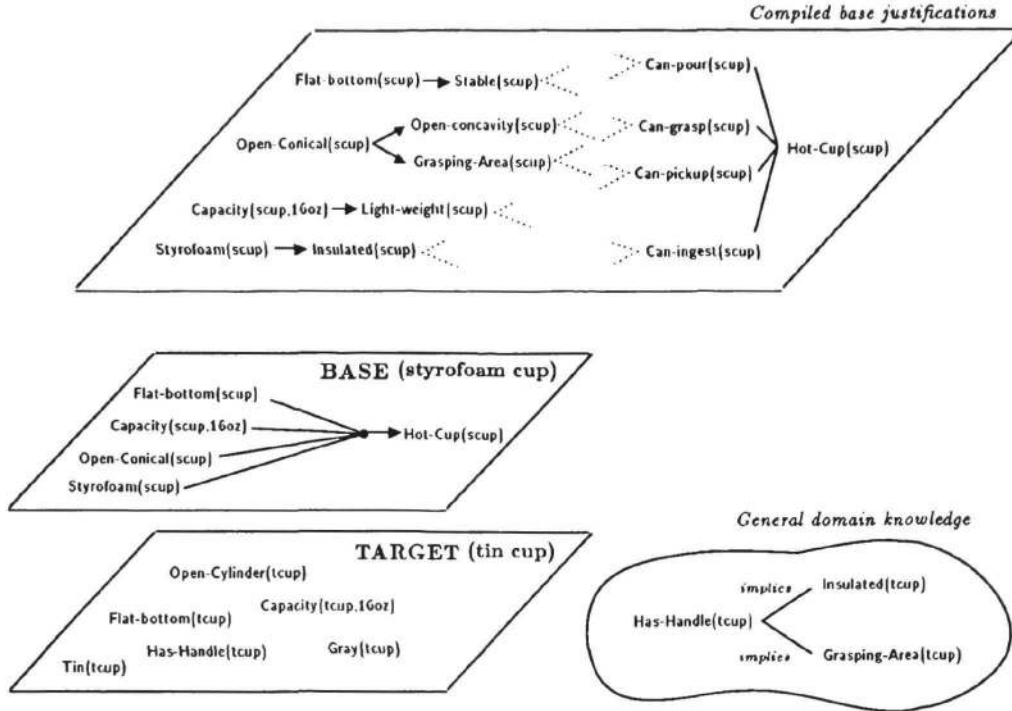 Compiled base justifications
Flat-bottom(scup) Stable(scup) Can-pour(scup)
Open-Conical(scup) Open-concavity(scup) Can-grasp(scup) Hot-Cup(scup)
Grasping-Area(scup) Can-pickup(scup)
Capacity(scup,16oz) Light-weight(scup)
Styrofoam(scup) Insulated(scup) Can-ingest(scup)
BASE (styrofoam cup)
Flat-bottom(scup)
Capacity(scup,16oz) Hot-Cup(scup)
Open-Conical(scup)
Styrofoam(scup)
TARGET (tin cup)
Open-Cylinder(tcup)
Capacity(tcup,16oz)
Flat-bottom(tcup)
Has-Handle(tcup) Gray(tcup)
Tin(tcup)
General domain knowledge
implies Insulated(tcup)
Has-Handle(tcup)
implies Grasping-Area(tcup)